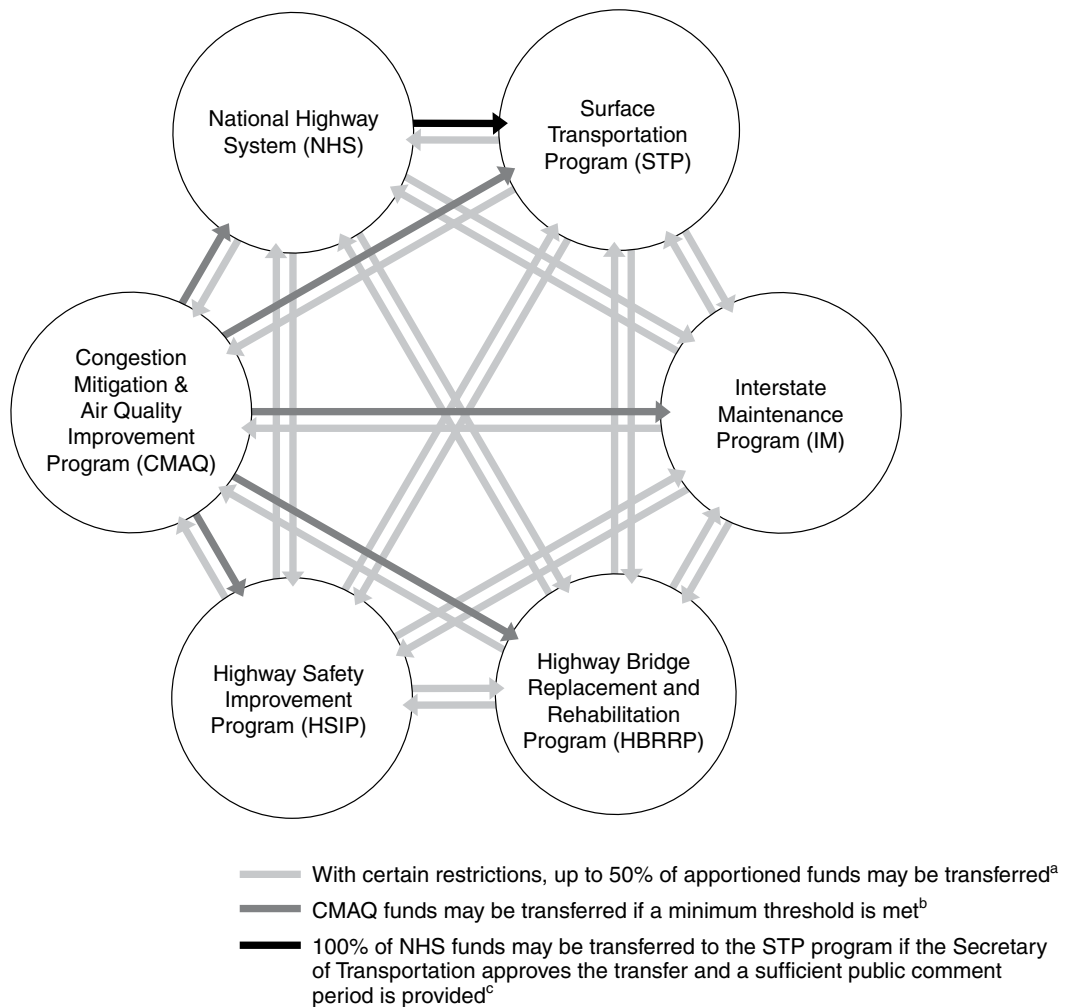 National Highway
System (NHS)
Surface
Transportation
Program (STP)
Congestion
Mitigation &
Air Quality
Improvement
Program (CMAQ)
Interstate
Maintenance
Program (IM)
Highway Safety
Improvement
Program (HSIP)
Highway Bridge
Replacement and
Rehabilitation
Program (HBRRP)
With certain restrictions, up to 50% of apportioned funds may be transferredᵃ
CMAQ funds may be transferred if a minimum threshold is metᵇ
100% of NHS funds may be transferred to the STP program if the Secretary
of Transportation approves the transfer and a sufficient public comment
period is providedᶜ